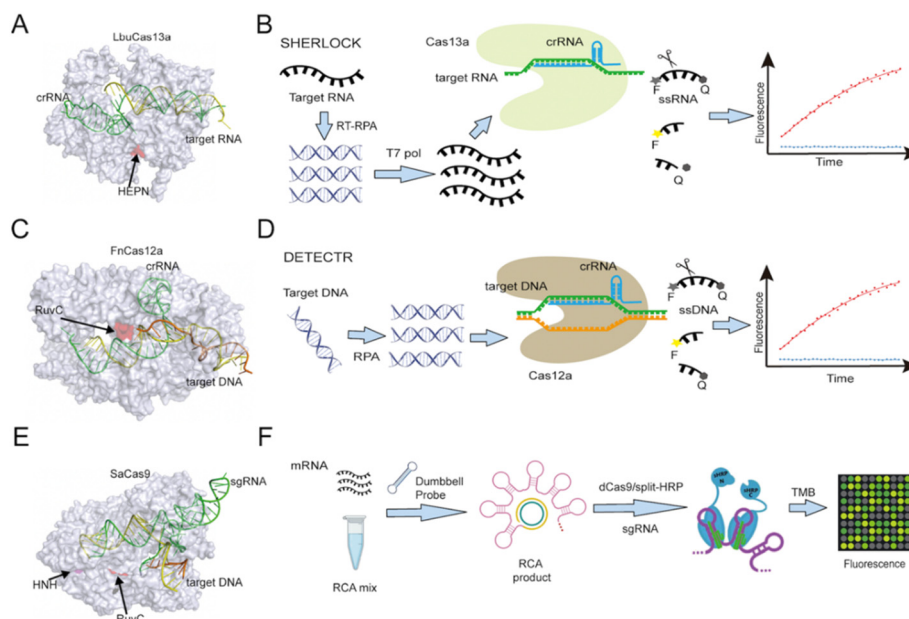 A
LbuCas13a
crRNA
target RNA
HEPN
B
SHERLOCK
Target RNA
RT-RPA
T7 pol
Cas13a
crRNA
target RNA
F
Q
ssRNA
F
Q
Fluorescence
Time
C
FnCas12a
crRNA
RuvC
target DNA
D
DETECTR
Target DNA
RPA
target DNA
crRNA
Cas12a
F
Q
ssDNA
F
Q
Fluorescence
Time
E
SaCas9
sgRNA
HNH
target DNA
RuvC
F
mRNA
Dumbbell
Probe
RCA mix
RCA
product
dCas9/split-HRP
sgRNA
sHRP
N
sHRP
C
TMB
Fluorescence